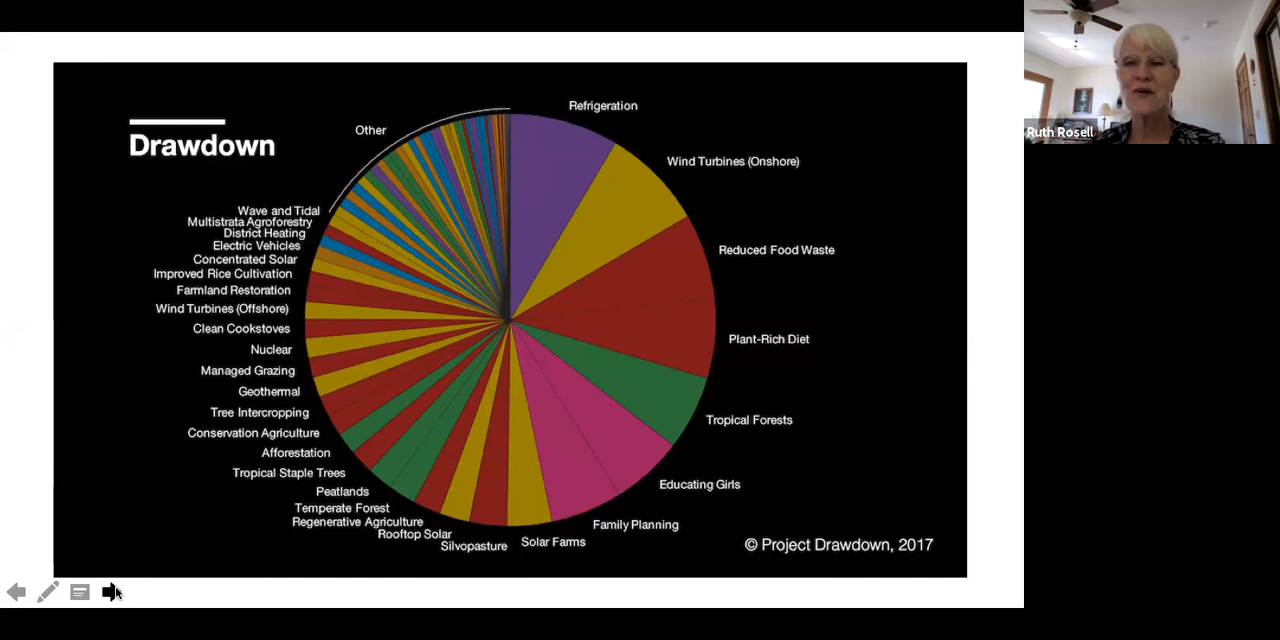 Drawdown
Other
Refrigeration
Wind Turbines (Onshore)
Reduced Food Waste
Plant-Rich Diet
Tropical Forests
Educating Girls
Family Planning
Solar Farms
Silvopasture
Rooftop Solar
Regenerative Agriculture
Temperate Forest
Peatlands
Tropical Staple Trees
Afforestation
Conservation Agriculture
Tree Intercropping
Geothermal
Managed Grazing
Nuclear
Clean Cookstoves
Wind Turbines (Offshore)
Farmland Restoration
Improved Rice Cultivation
Concentrated Solar
Electric Vehicles
District Heating
Multistrata Agroforestry
Wave and Tidal
© Project Drawdown, 2017
Ruth Rosell